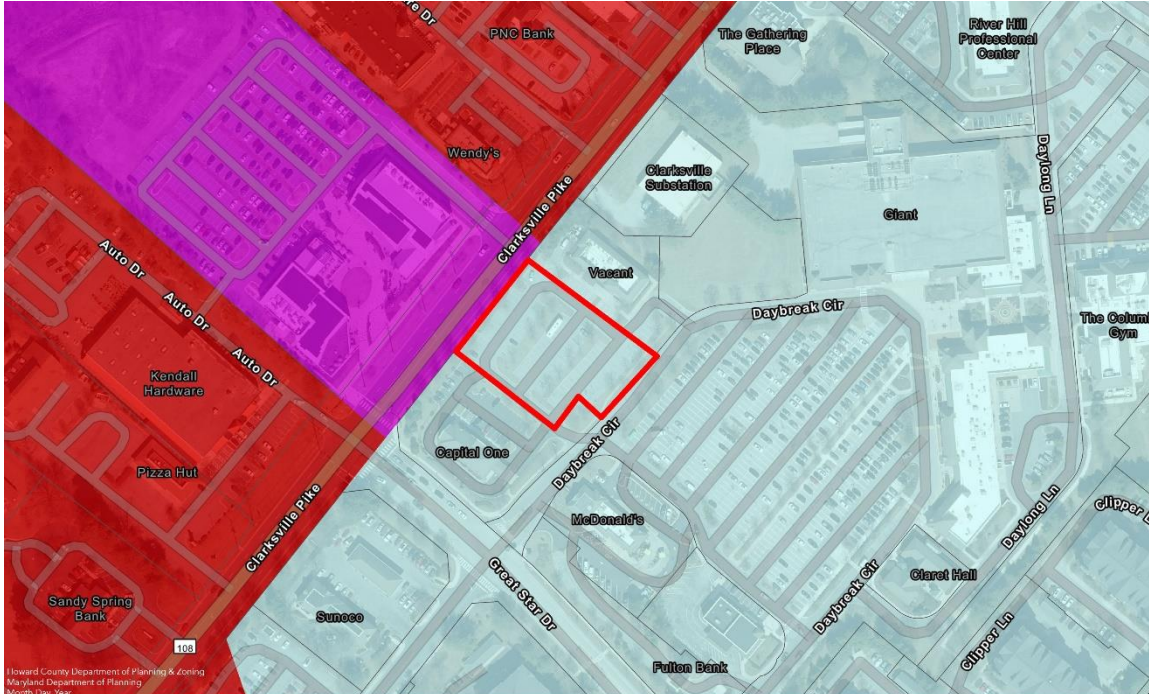 PNC Bank
The Gathering
Place
River Hill
Professional
Center
Wendy's
Clarksville Pike
Clarksville
Substation
Giant
Daylong Ln
Vacant
Daybreak Cir
The Colum
Gym
Auto Dr
Auto Dr
Auto Dr
Kendall
Hardware
Capital One
Pizza Hut
Daybreak Cir
McDonald's
Clarksville Pike
Great Star Dr
Daylong Ln
Clipper
Claret Hall
Daybreak Cir
Clipper Ln
Sandy Spring
Bank
Sunoco
108
Fulton Bank
Howard County Department of Planning & Zoning
Maryland Department of Planning
Month Day, Year